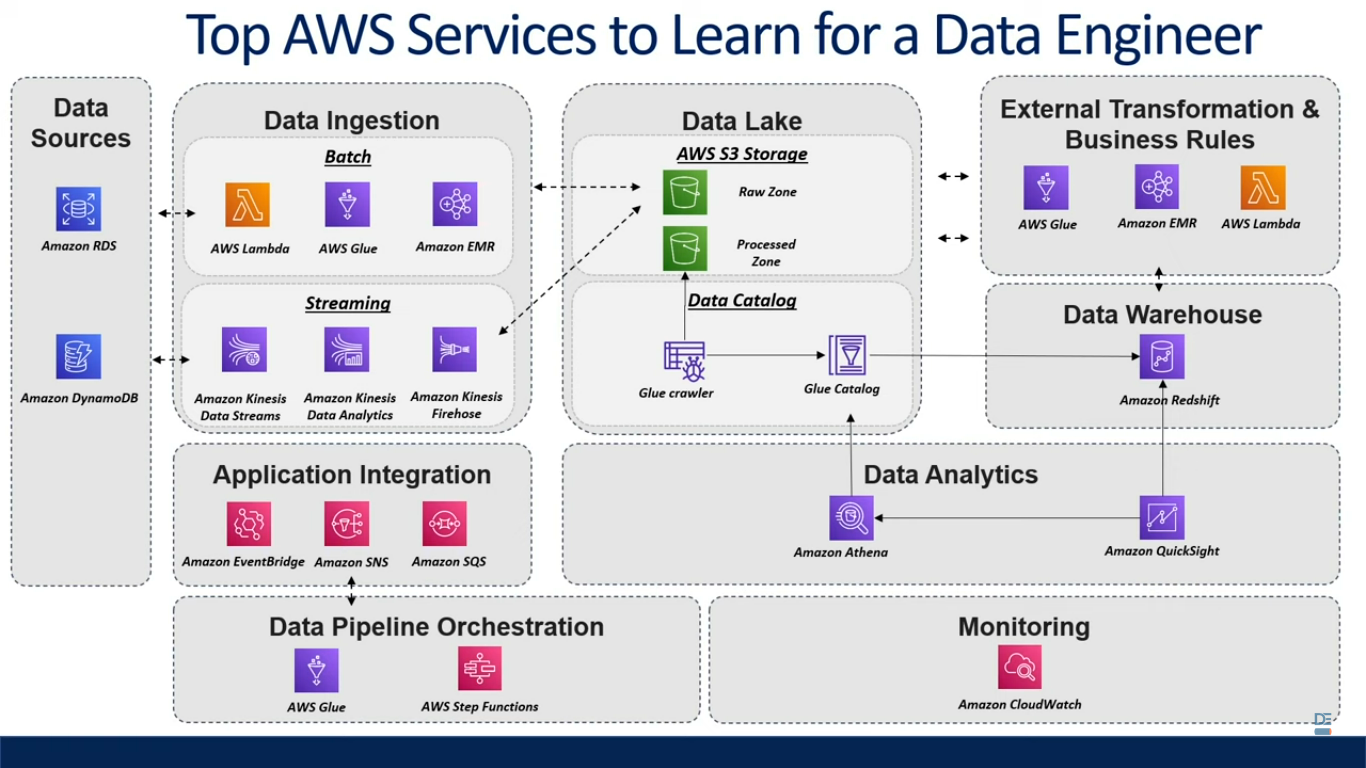 Top AWS Services to Learn for a Data Engineer
Data
Sources
Amazon RDS
Amazon DynamoDB
Data Ingestion
Batch
AWS Lambda
AWS Glue
Amazon EMR
Streaming
Amazon Kinesis
Data Streams
Amazon Kinesis
Data Analytics
Amazon Kinesis
Firehose
Data Lake
AWS S3 Storage
Raw Zone
Processed
Zone
Data Catalog
Glue crawler
Glue Catalog
External Transformation &
Business Rules
AWS Glue
Amazon EMR
AWS Lambda
Data Warehouse
Amazon Redshift
Application Integration
Amazon EventBridge
Amazon SNS
Amazon SQS
Data Analytics
Amazon Athena
Amazon QuickSight
Data Pipeline Orchestration
AWS Glue
AWS Step Functions
Monitoring
Amazon CloudWatch
DE